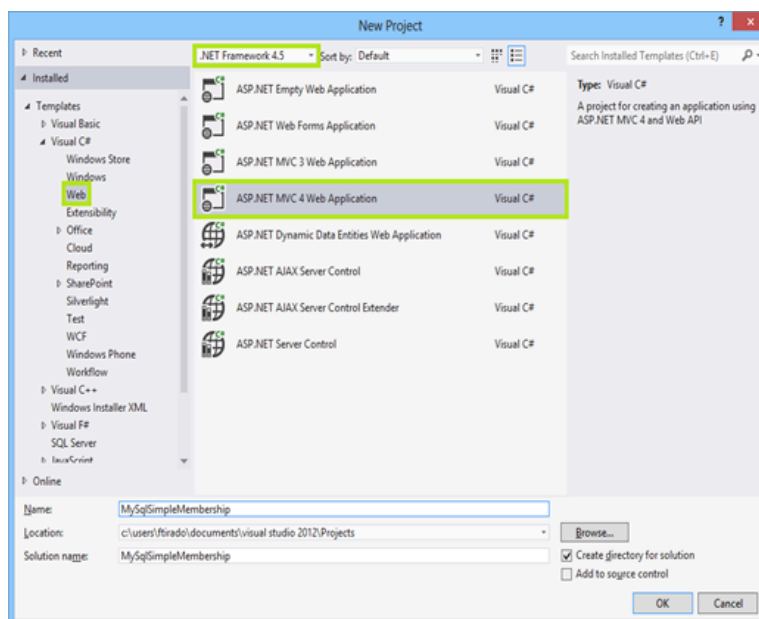 New Project
? x
Recent
.NET Framework 4.5 Sort by: Default
Search Installed Templates (Ctrl+E)
Installed
Templates
Visual Basic
Visual C#
Windows Store
Windows
Web
Extensibility
Office
Cloud
Reporting
SharePoint
Silverlight
Test
WCF
Windows Phone
Workflow
Visual C++
Windows Installer XML
Visual F#
SQL Server
JavaScript
Online
ASP.NET Empty Web Application Visual C#
ASP.NET Web Forms Application Visual C#
ASP.NET MVC 3 Web Application Visual C#
ASP.NET MVC 4 Web Application Visual C#
ASP.NET Dynamic Data Entities Web Application Visual C#
ASP.NET AJAX Server Control Visual C#
ASP.NET AJAX Server Control Extender Visual C#
ASP.NET Server Control Visual C#
Type: Visual C#
A project for creating an application using
ASP.NET MVC 4 and Web API
Name: MySqlSimpleMembership
Location: c:\users\ftirado\documents\visual studio 2012\Projects
Browse...
Solution name: MySqlSimpleMembership
Create directory for solution
Add to source control
OK Cancel